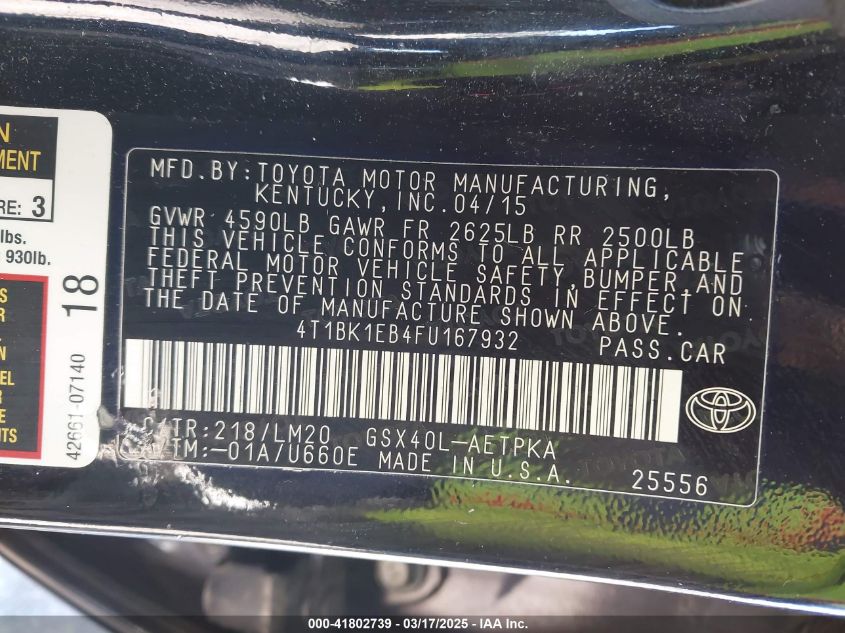 N
MENT
RE: 3
lbs.
930lb.
S
R
EL
R
E
UTS
18
42661-07140
MFD.BY:TOYOTA MOTOR MANUFACTURING,
KENTUCKY,INC.04/15
GVWR 4590LB GAWR FR 2625LB RR 2500LB
THIS VEHICLE CONFORMS TO ALL APPLICABLE
FEDERAL MOTOR VEHICLE SAFETY,BUMPER,AND
THEFT PREVENTION STANDARDS IN EFFECT ON
THE DATE OF MANUFACTURE SHOWN ABOVE.
4T1BK1EB4FU167932 PASS.CAR
C/TR:218/LM20 GSX40L-AETPKA
A/TM:-01A/U660E MADE IN U.S.A.
25556
000-41802739 - 03/17/2025 - IAA Inc.